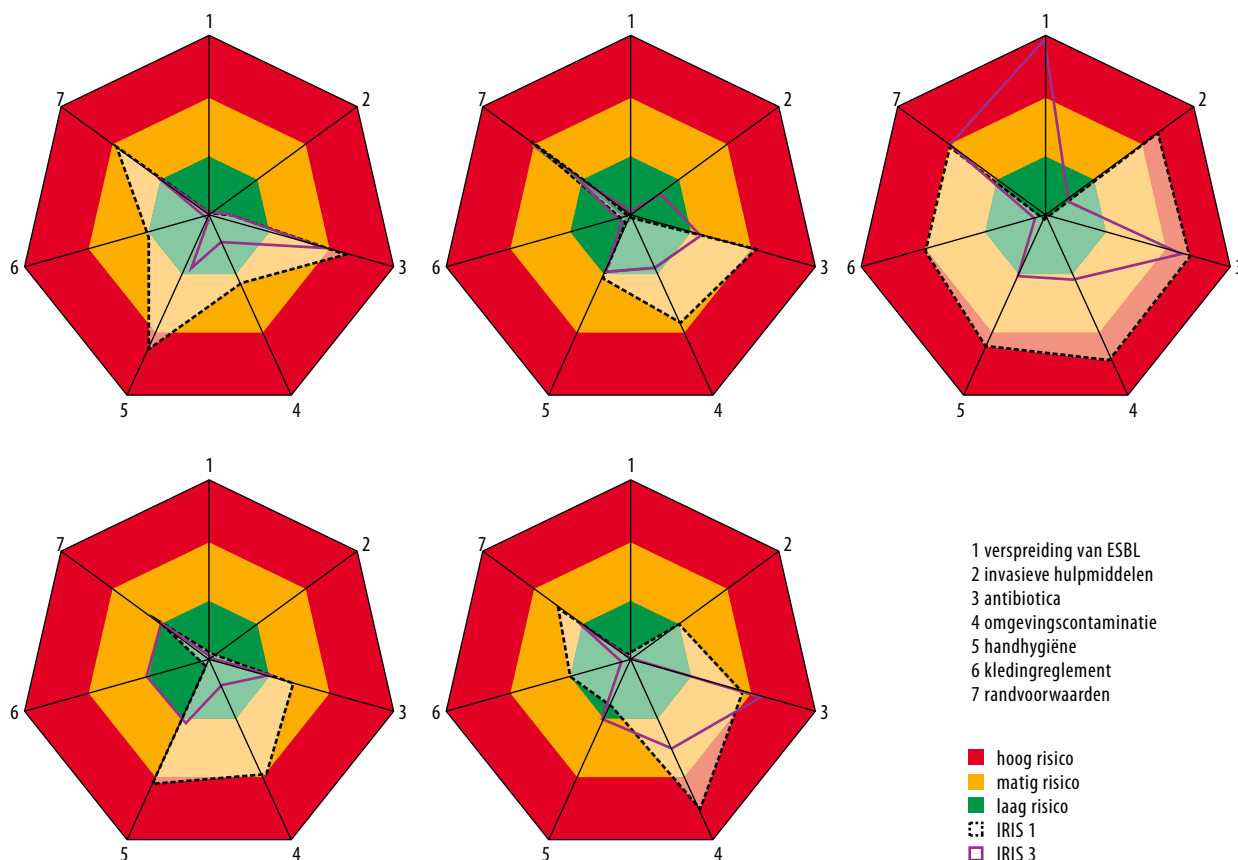 1
2
3
4
5
6
7
1
2
3
4
5
6
7
1
2
3
4
5
6
7
1
2
3
4
5
6
7
1
2
3
4
5
6
7
1 verspreiding van ESBL
2 invasieve hulpmiddelen
3 antibiotica
4 omgevingscontaminatie
5 handhygiëne
6 kledingreglement
7 randvoorwaarden
hoog risico
matig risico
laag risico
IRIS 1
IRIS 3